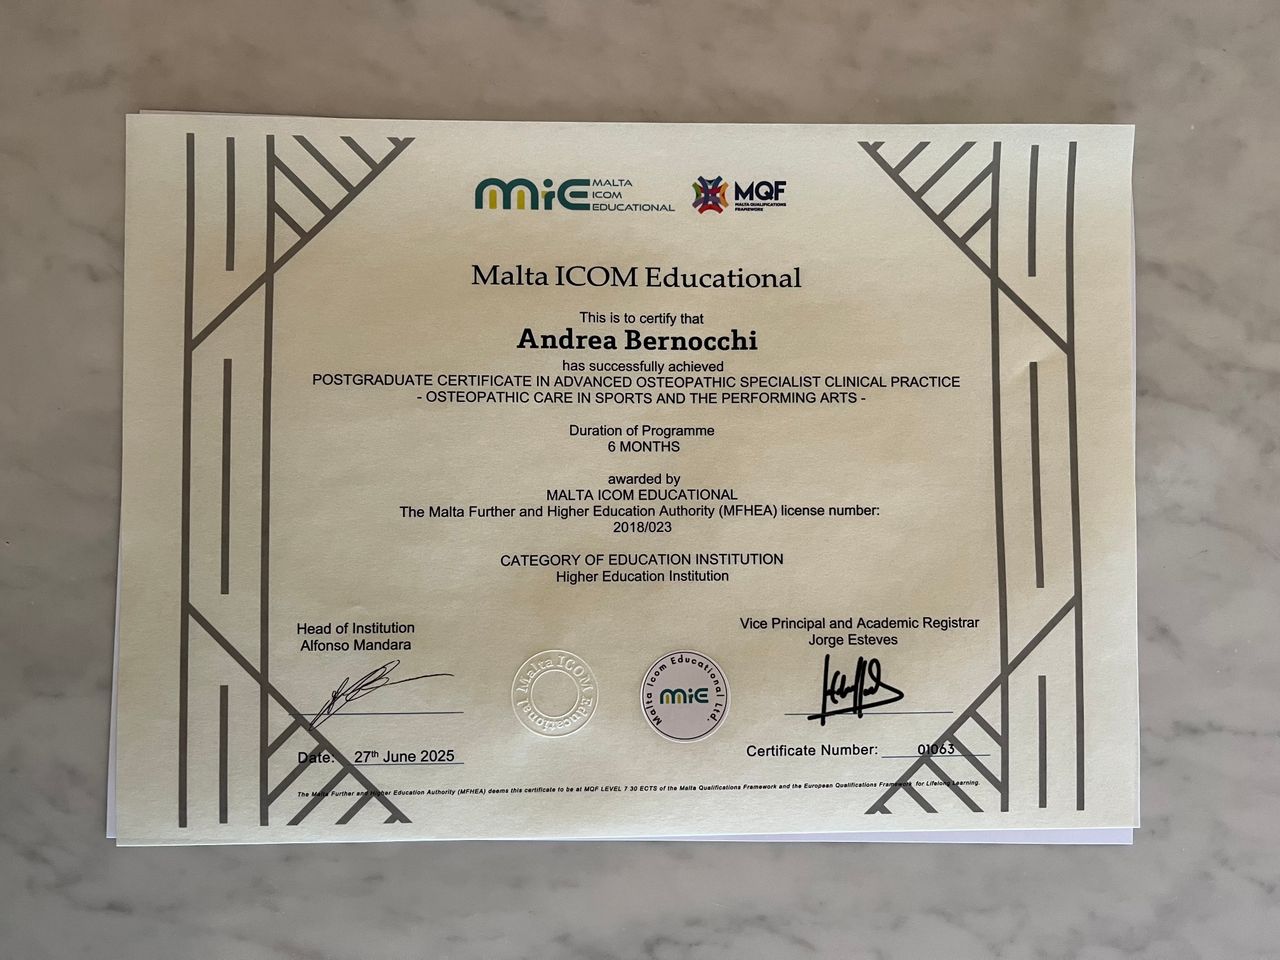 miE MALTA
ICOM
EDUCATIONAL
MQF
MALTA QUALIFICATIONS
FRAMEWORK
Malta ICOM Educational
This is to certify that
Andrea Bernocchi
has successfully achieved
POSTGRADUATE CERTIFICATE IN ADVANCED OSTEOPATHIC SPECIALIST CLINICAL PRACTICE
- OSTEOPATHIC CARE IN SPORTS AND THE PERFORMING ARTS -
Duration of Programme
6 MONTHS
awarded by
MALTA ICOM EDUCATIONAL
The Malta Further and Higher Education Authority (MFHEA) license number:
2018/023
CATEGORY OF EDUCATION INSTITUTION
Higher Education Institution
Head of Institution
Alfonso Mandara
Vice Principal and Academic Registrar
Jorge Esteves
Malta ICOM Educational
Malta Icom Educational Ltd.
miE
Date: 27th June 2025
Certificate Number: 01063
The Malta Further and Higher Education Authority (MFHEA) deems this certificate to be at MQF LEVEL 7 30 ECTS of the Malta Qualifications Framework and the European Qualifications Framework for Lifelong Learning.